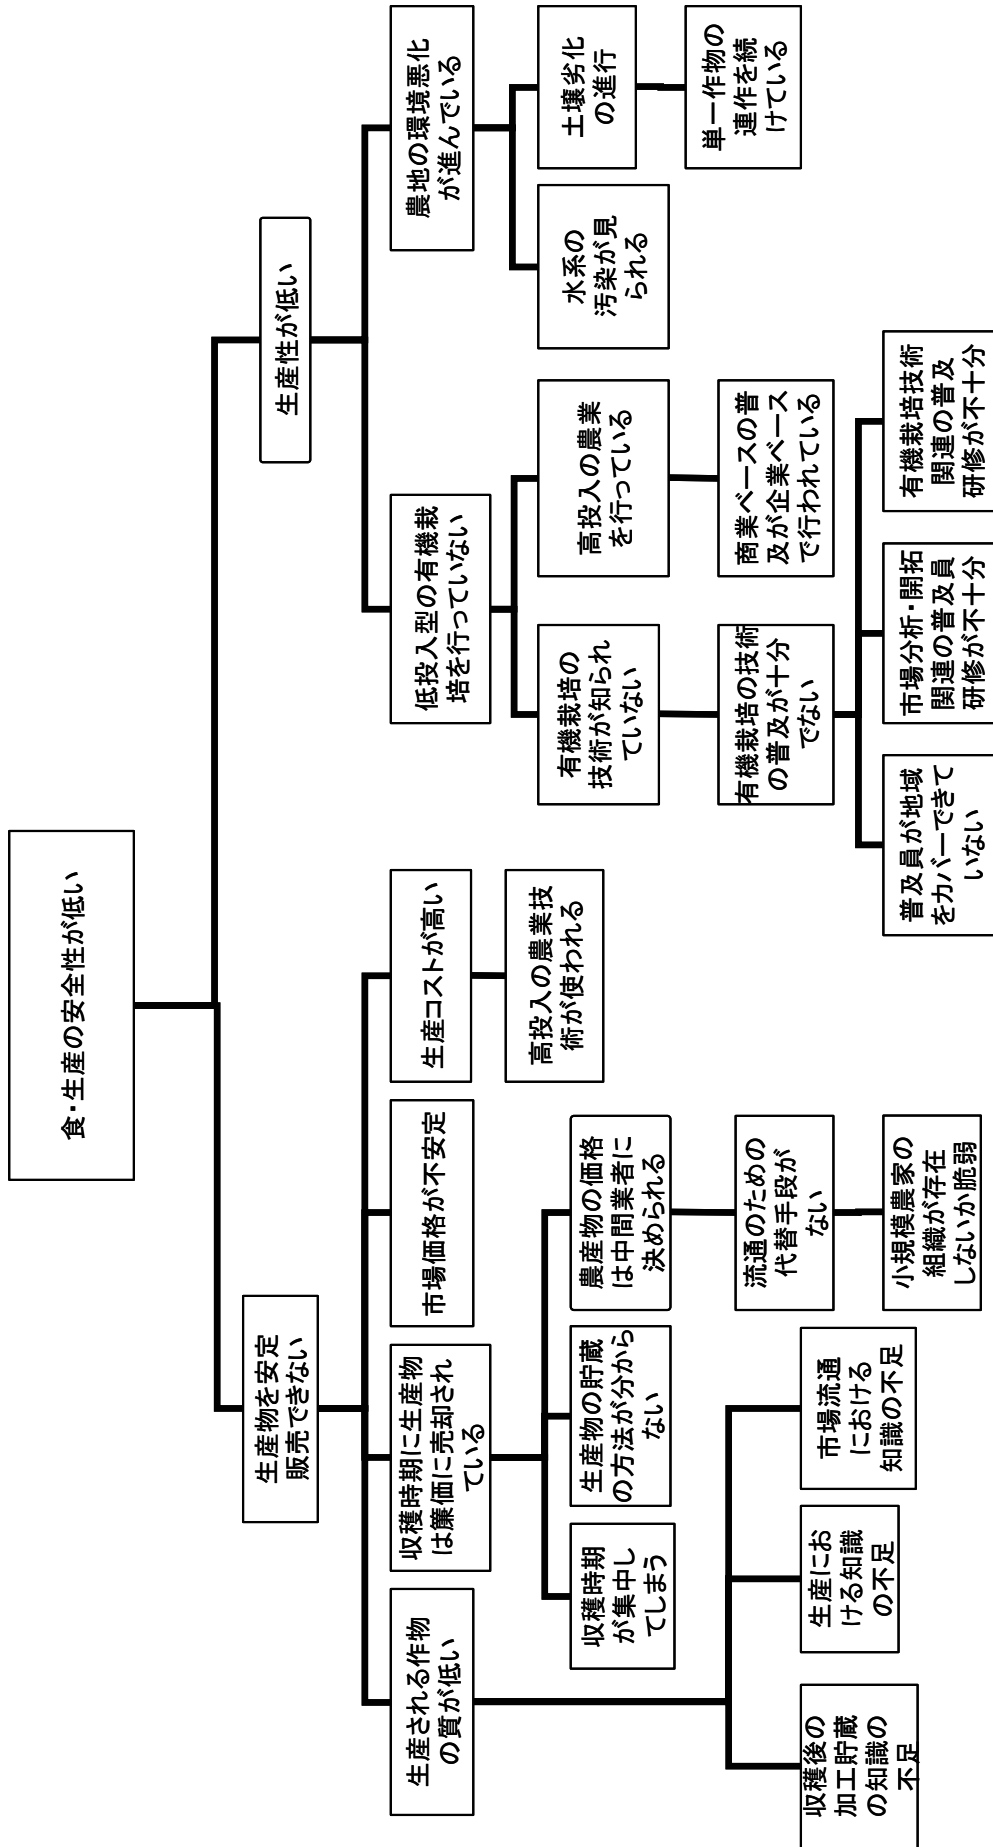 食・生産の安全性が低い
生産物を安定
販売できない
生産性が低い
生産される作物
の質が低い
収穫時期に生産物
は廉価に売却され
ている
市場価格が不安定
生産コストが高い
低投入型の有機栽
培を行っていない
農地の環境悪化
が進んでいる
高投入の農業技
術が使われる
収穫時期
が集中し
てしまう
生産物の貯蔵
の方法が分から
ない
農産物の価格
は中間業者に
決められる
有機栽培の
技術が知られ
ていない
高投入の農業
を行っている
水系の
汚染が見
られる
土壌劣化
の進行
流通のための
代替手段が
ない
有機栽培の技術
の普及が十分
でない
商業ベースの普
及が企業ベース
で行われている
単一作物の
連作を続
けている
収穫後の
加工貯蔵
の知識の
不足
生産にお
ける知識
の不足
市場流通
における
知識の不足
小規模農家の
組織が存在
しないか脆弱
普及員が地域
をカバーできて
いない
市場分析・開拓
関連の普及員
研修が不十分
有機栽培技術
関連の普及
研修が不十分